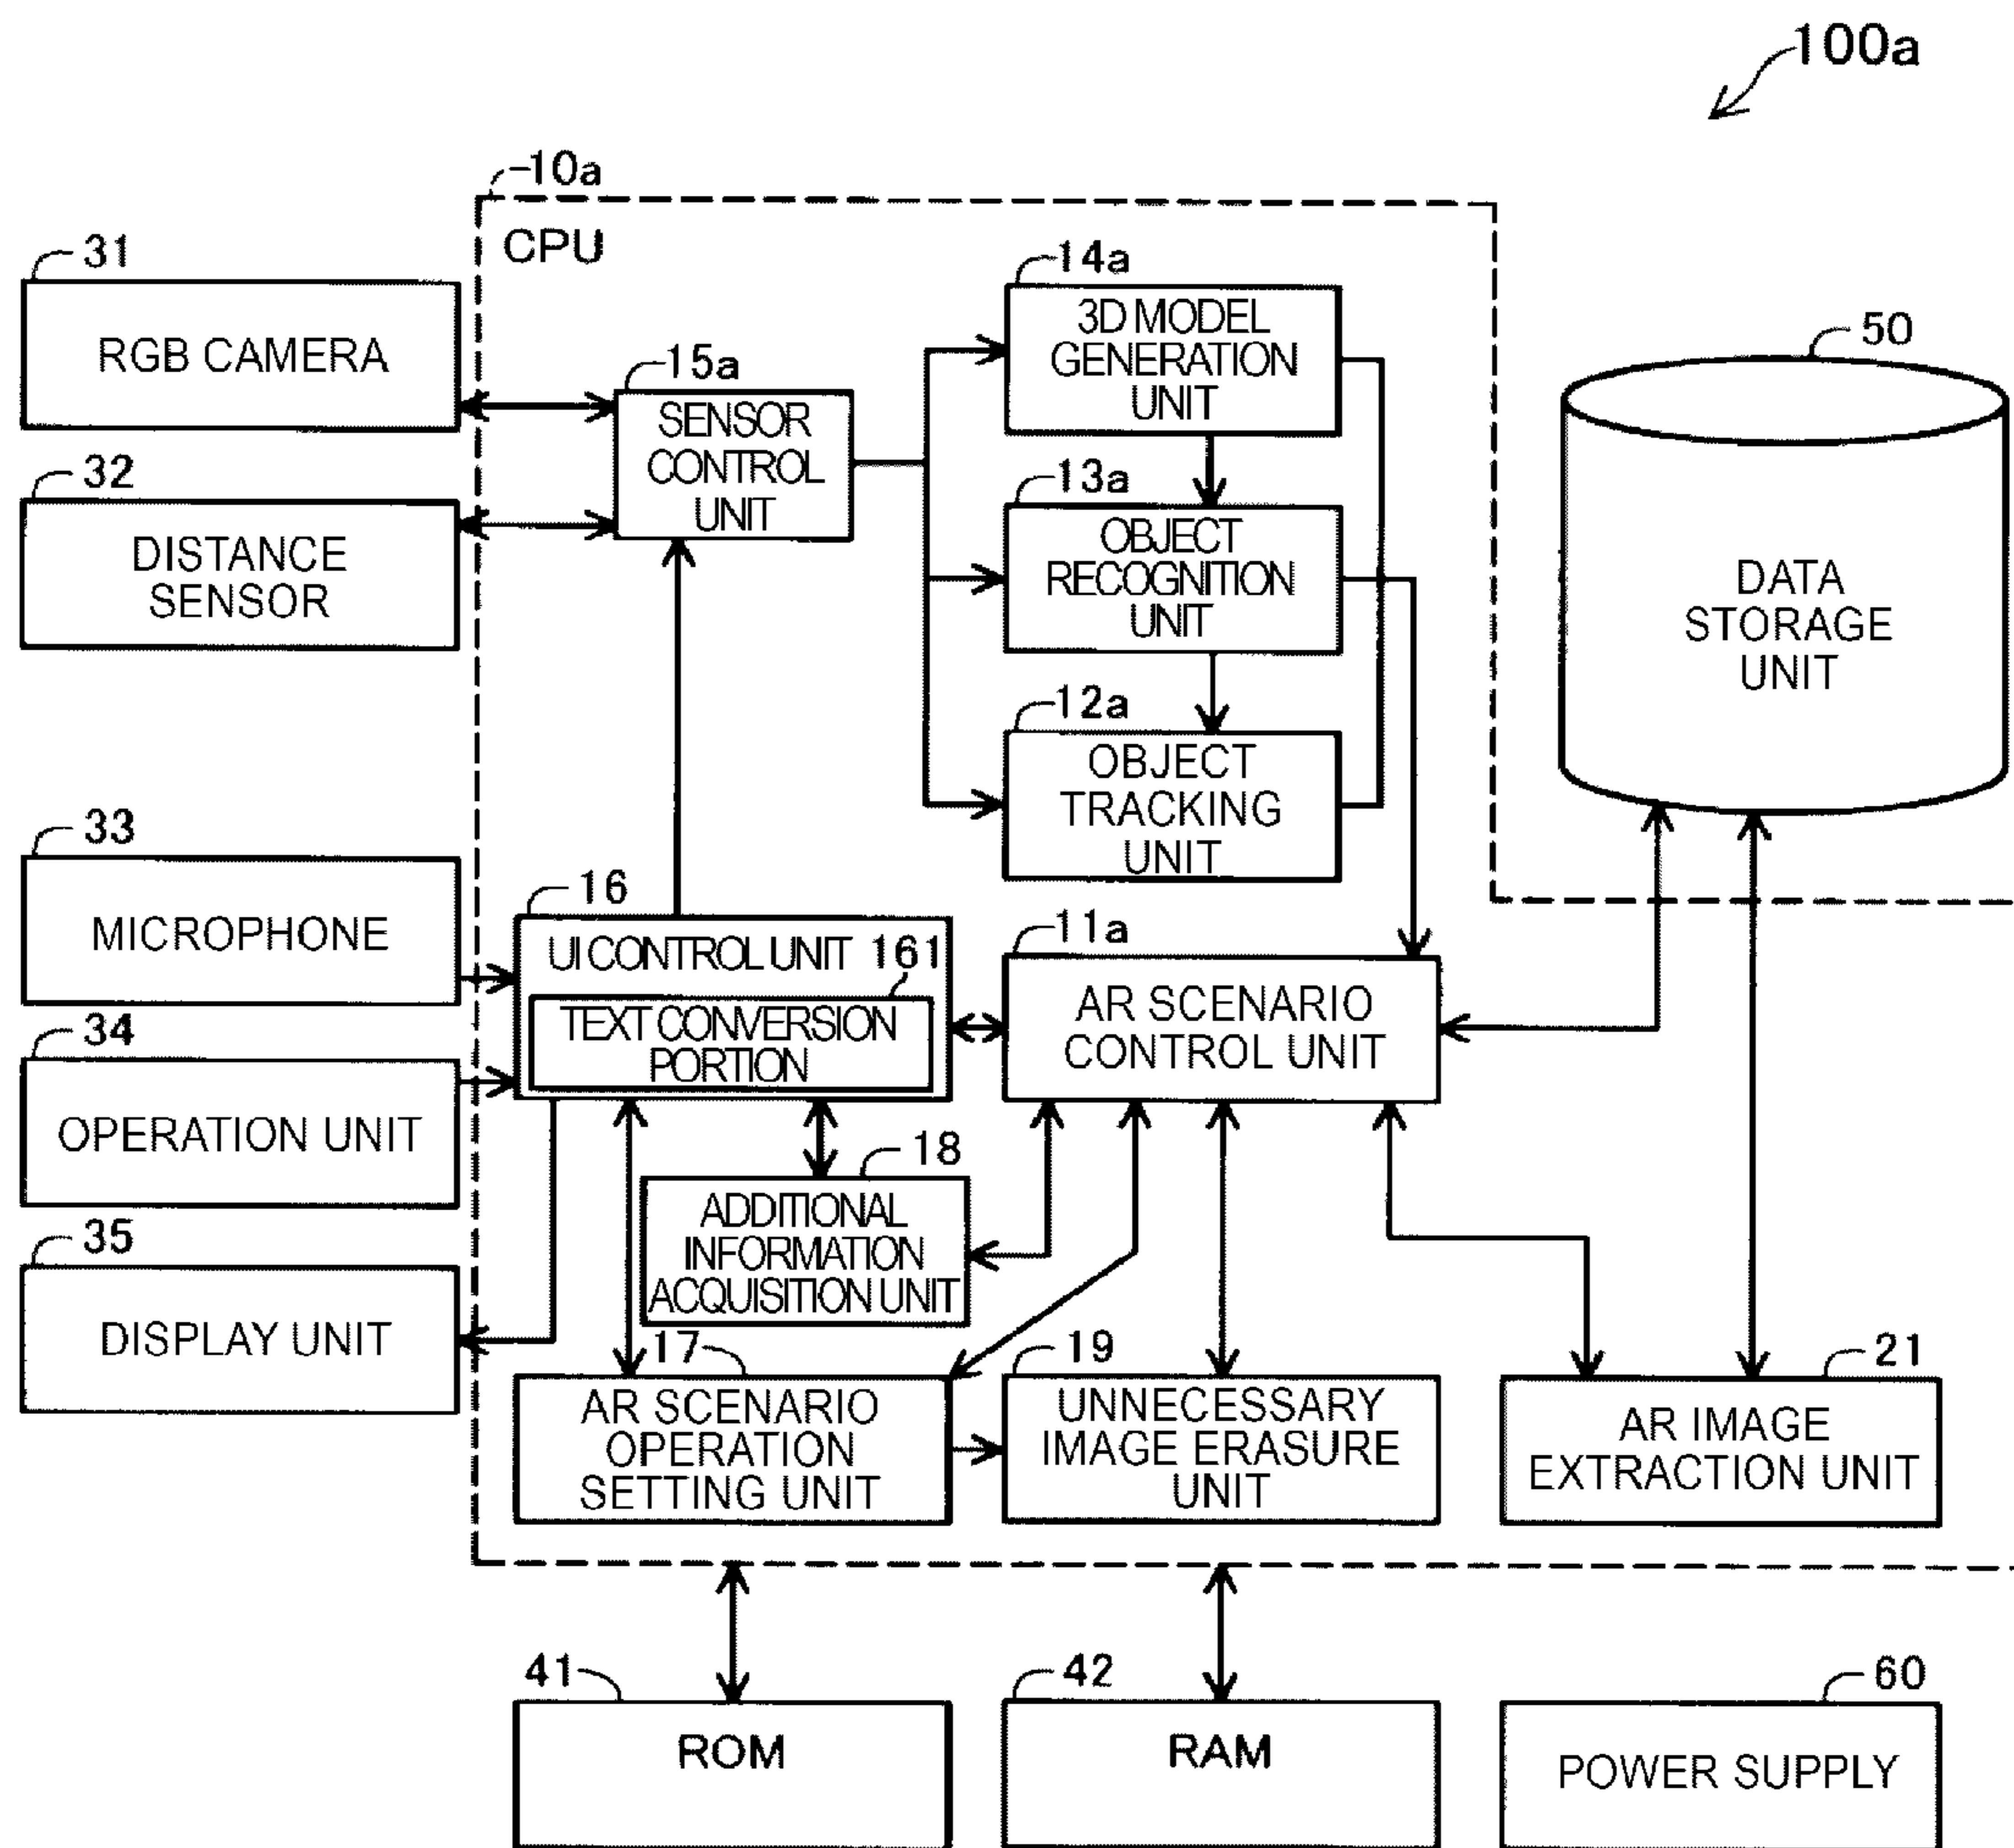 100a
10a
CPU
31
RGB CAMERA
32
DISTANCE
SENSOR
33
MICROPHONE
34
OPERATION UNIT
35
DISPLAY UNIT
15a
SENSOR
CONTROL
UNIT
14a
3D MODEL
GENERATION
UNIT
13a
OBJECT
RECOGNITION
UNIT
12a
OBJECT
TRACKING
UNIT
50
DATA
STORAGE
UNIT
16
UI CONTROL UNIT
161
TEXT CONVERSION
PORTION
11a
AR SCENARIO
CONTROL UNIT
18
ADDITIONAL
INFORMATION
ACQUISITION UNIT
17
AR SCENARIO
OPERATION
SETTING UNIT
19
UNNECESSARY
IMAGE ERASURE
UNIT
21
AR IMAGE
EXTRACTION UNIT
41
ROM
42
RAM
60
POWER SUPPLY